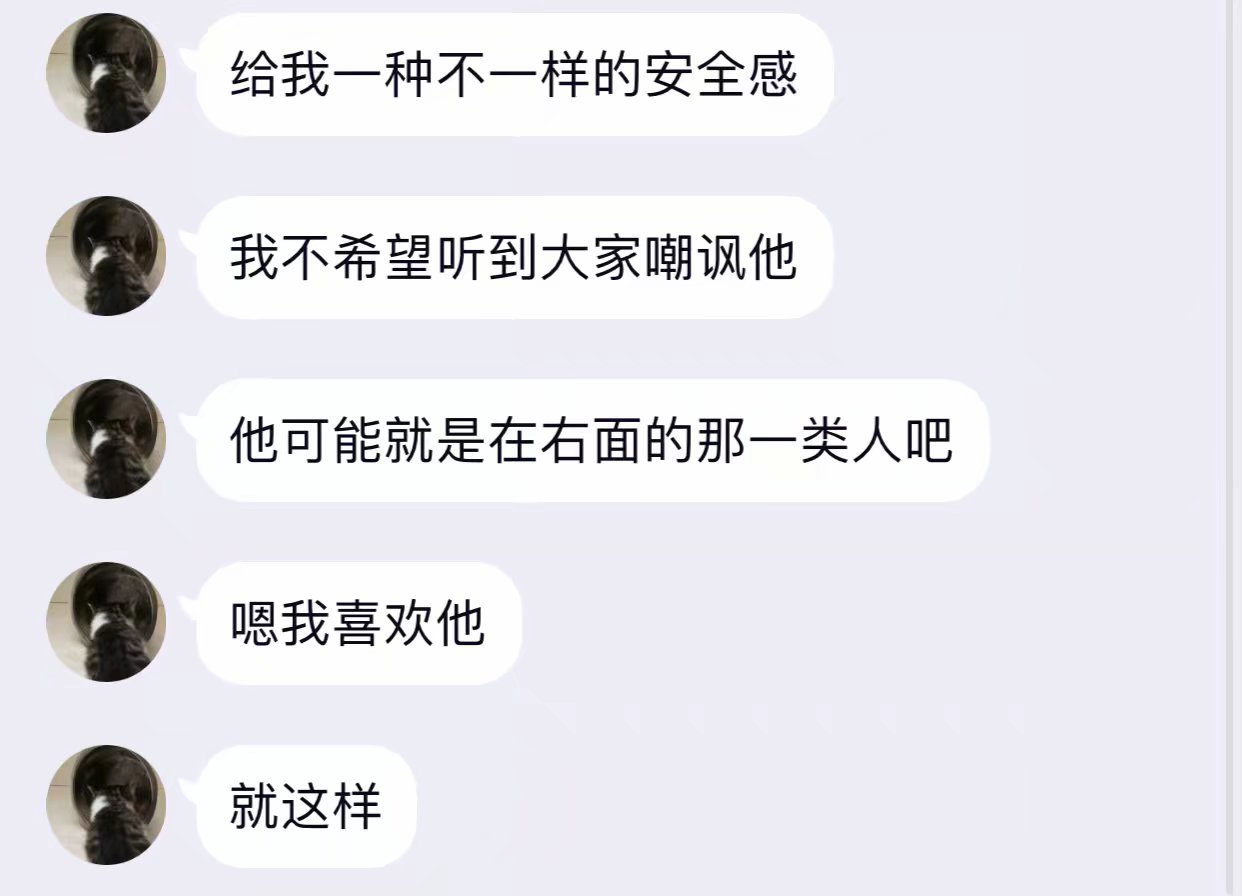 给我一种不一样的安全感
我不希望听到大家嘲讽他
他可能就是在右面的那一类人吧
嗯我喜欢他
就这样